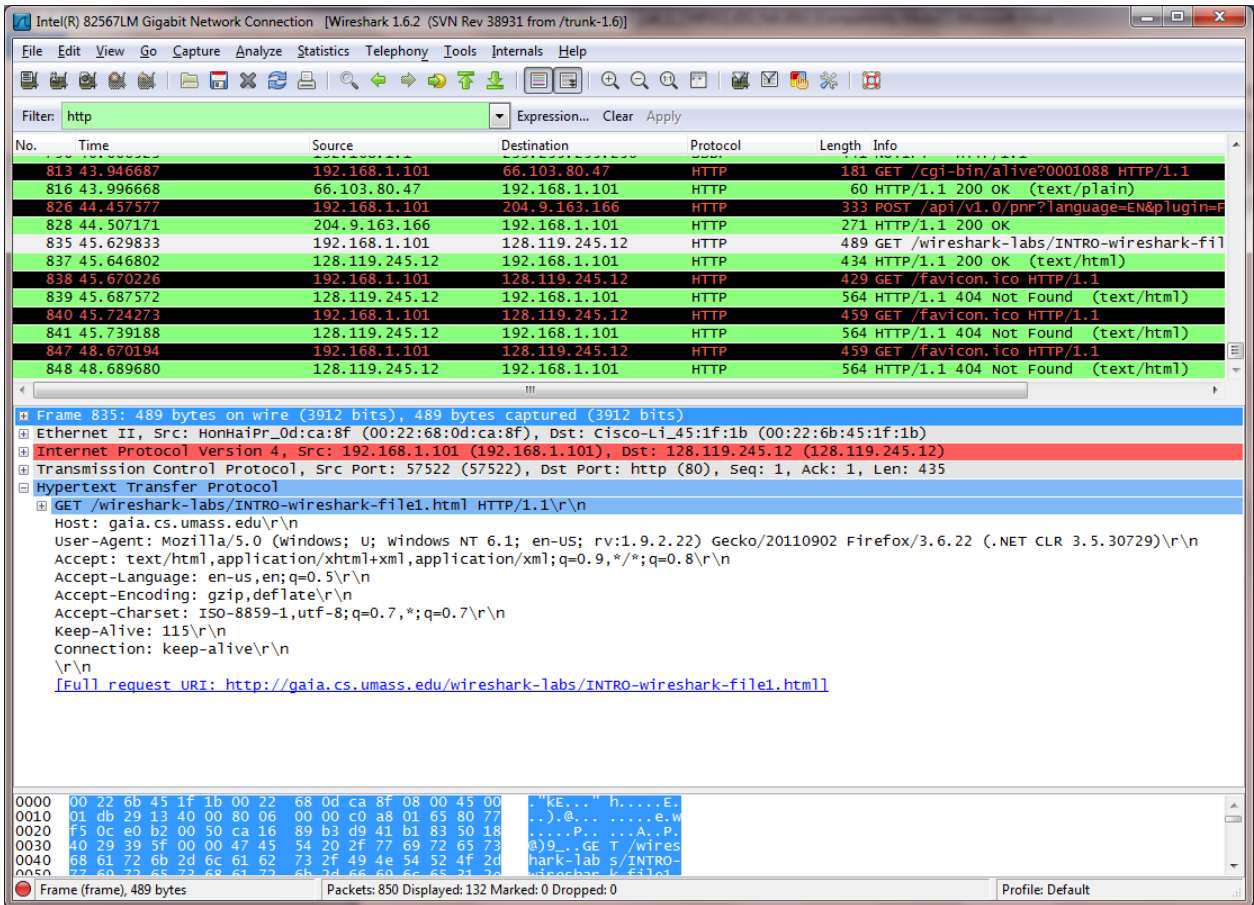 Intel(R) 82567LM Gigabit Network Connection [Wireshark 1.6.2 (SVN Rev 38931 from /trunk-1.6)]
File Edit View Go Capture Analyze Statistics Telephony Tools Internals Help
Filter: http Expression... Clear Apply
No. Time Source Destination Protocol Length Info
813 43.946687 192.168.1.101 66.103.80.47 HTTP 181 GET /cgi-bin/alive?0001088 HTTP/1.1
816 43.996668 66.103.80.47 192.168.1.101 HTTP 60 HTTP/1.1 200 OK (text/plain)
826 44.457577 192.168.1.101 204.9.163.166 HTTP 333 POST /api/v1.0/pnr?language=EN&plugin=F
828 44.507171 204.9.163.166 192.168.1.101 HTTP 271 HTTP/1.1 200 OK
835 45.629833 192.168.1.101 128.119.245.12 HTTP 489 GET /wireshark-labs/INTRO-wireshark-fil
837 45.646802 128.119.245.12 192.168.1.101 HTTP 434 HTTP/1.1 200 OK (text/html)
838 45.670226 192.168.1.101 128.119.245.12 HTTP 429 GET /favicon.ico HTTP/1.1
839 45.687572 128.119.245.12 192.168.1.101 HTTP 564 HTTP/1.1 404 Not Found (text/html)
840 45.724273 192.168.1.101 128.119.245.12 HTTP 459 GET /favicon.ico HTTP/1.1
841 45.739188 128.119.245.12 192.168.1.101 HTTP 564 HTTP/1.1 404 Not Found (text/html)
847 48.670194 192.168.1.101 128.119.245.12 HTTP 459 GET /favicon.ico HTTP/1.1
848 48.689680 128.119.245.12 192.168.1.101 HTTP 564 HTTP/1.1 404 Not Found (text/html)
Frame 835: 489 bytes on wire (3912 bits), 489 bytes captured (3912 bits)
Ethernet II, Src: HonHaiPr_0d:ca:8f (00:22:68:0d:ca:8f), Dst: Cisco-Li_45:1f:1b (00:22:6b:45:1f:1b)
Internet Protocol Version 4, Src: 192.168.1.101 (192.168.1.101), Dst: 128.119.245.12 (128.119.245.12)
Transmission Control Protocol, Src Port: 57522 (57522), Dst Port: http (80), Seq: 1, Ack: 1, Len: 435
Hypertext Transfer Protocol
GET /wireshark-labs/INTRO-wireshark-file1.html HTTP/1.1\r\n
Host: gaia.cs.umass.edu\r\n
User-Agent: Mozilla/5.0 (Windows; U; Windows NT 6.1; en-US; rv:1.9.2.22) Gecko/20110902 Firefox/3.6.22 (.NET CLR 3.5.30729)\r\n
Accept: text/html,application/xhtml+xml,application/xml;q=0.9,*/*;q=0.8\r\n
Accept-Language: en-us,en;q=0.5\r\n
Accept-Encoding: gzip,deflate\r\n
Accept-Charset: ISO-8859-1,utf-8;q=0.7,*;q=0.7\r\n
Keep-Alive: 115\r\n
Connection: keep-alive\r\n
\r\n
[Full request URI: http://gaia.cs.umass.edu/wireshark-labs/INTRO-wireshark-file1.html]
0000 00 22 6b 45 1f 1b 00 22 68 0d ca 8f 08 00 45 00 ."kE..." h.....E.
0010 01 db 29 13 40 00 80 06 00 00 c0 a8 01 65 80 77 ..).@... .....e.w
0020 f5 0c e0 b2 00 50 ca 16 89 b3 d9 41 b1 83 50 18 .....P.. ...A..P.
0030 40 29 39 5f 00 00 47 45 54 20 2f 77 69 72 65 73 @)9_..GE T /wires
0040 68 61 72 6b 2d 6c 61 62 73 2f 49 4e 54 52 4f 2d hark-lab s/INTRO-
0050 77 69 72 65 73 68 61 72 6b 2d 66 69 6c 65 31 2e wireshar k-file1.
Frame (frame), 489 bytes Packets: 850 Displayed: 132 Marked: 0 Dropped: 0 Profile: Default